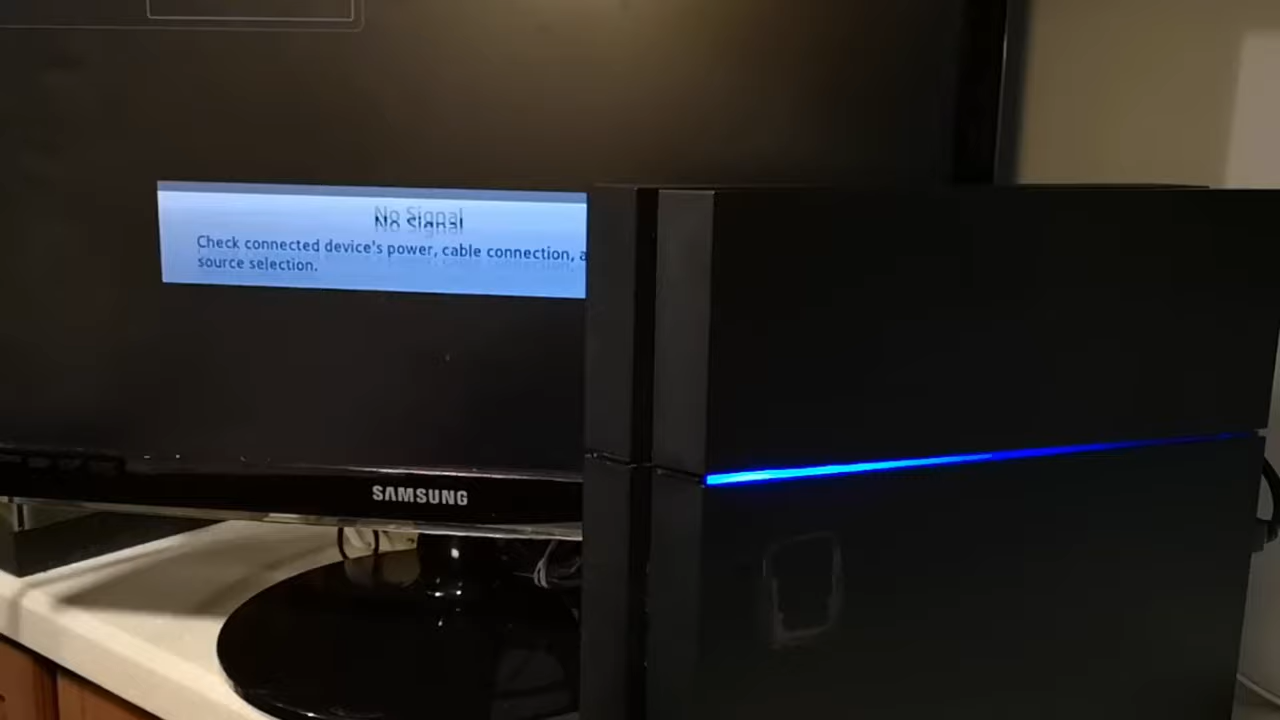 No Signal
Check connected device's power, cable connection, a
source selection.
SAMSUNG